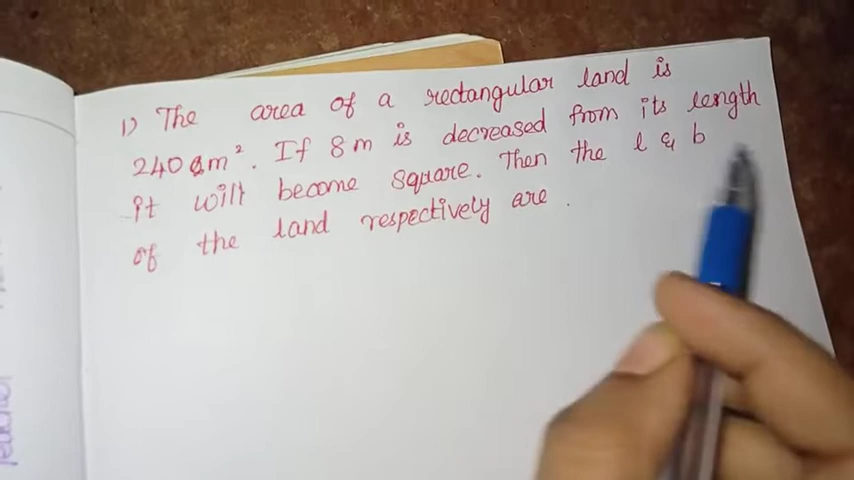 1) The area of a rectangular land is
240 m². If 8m is decreased from its length
it will become square. Then the l & b
of the land respectively are.